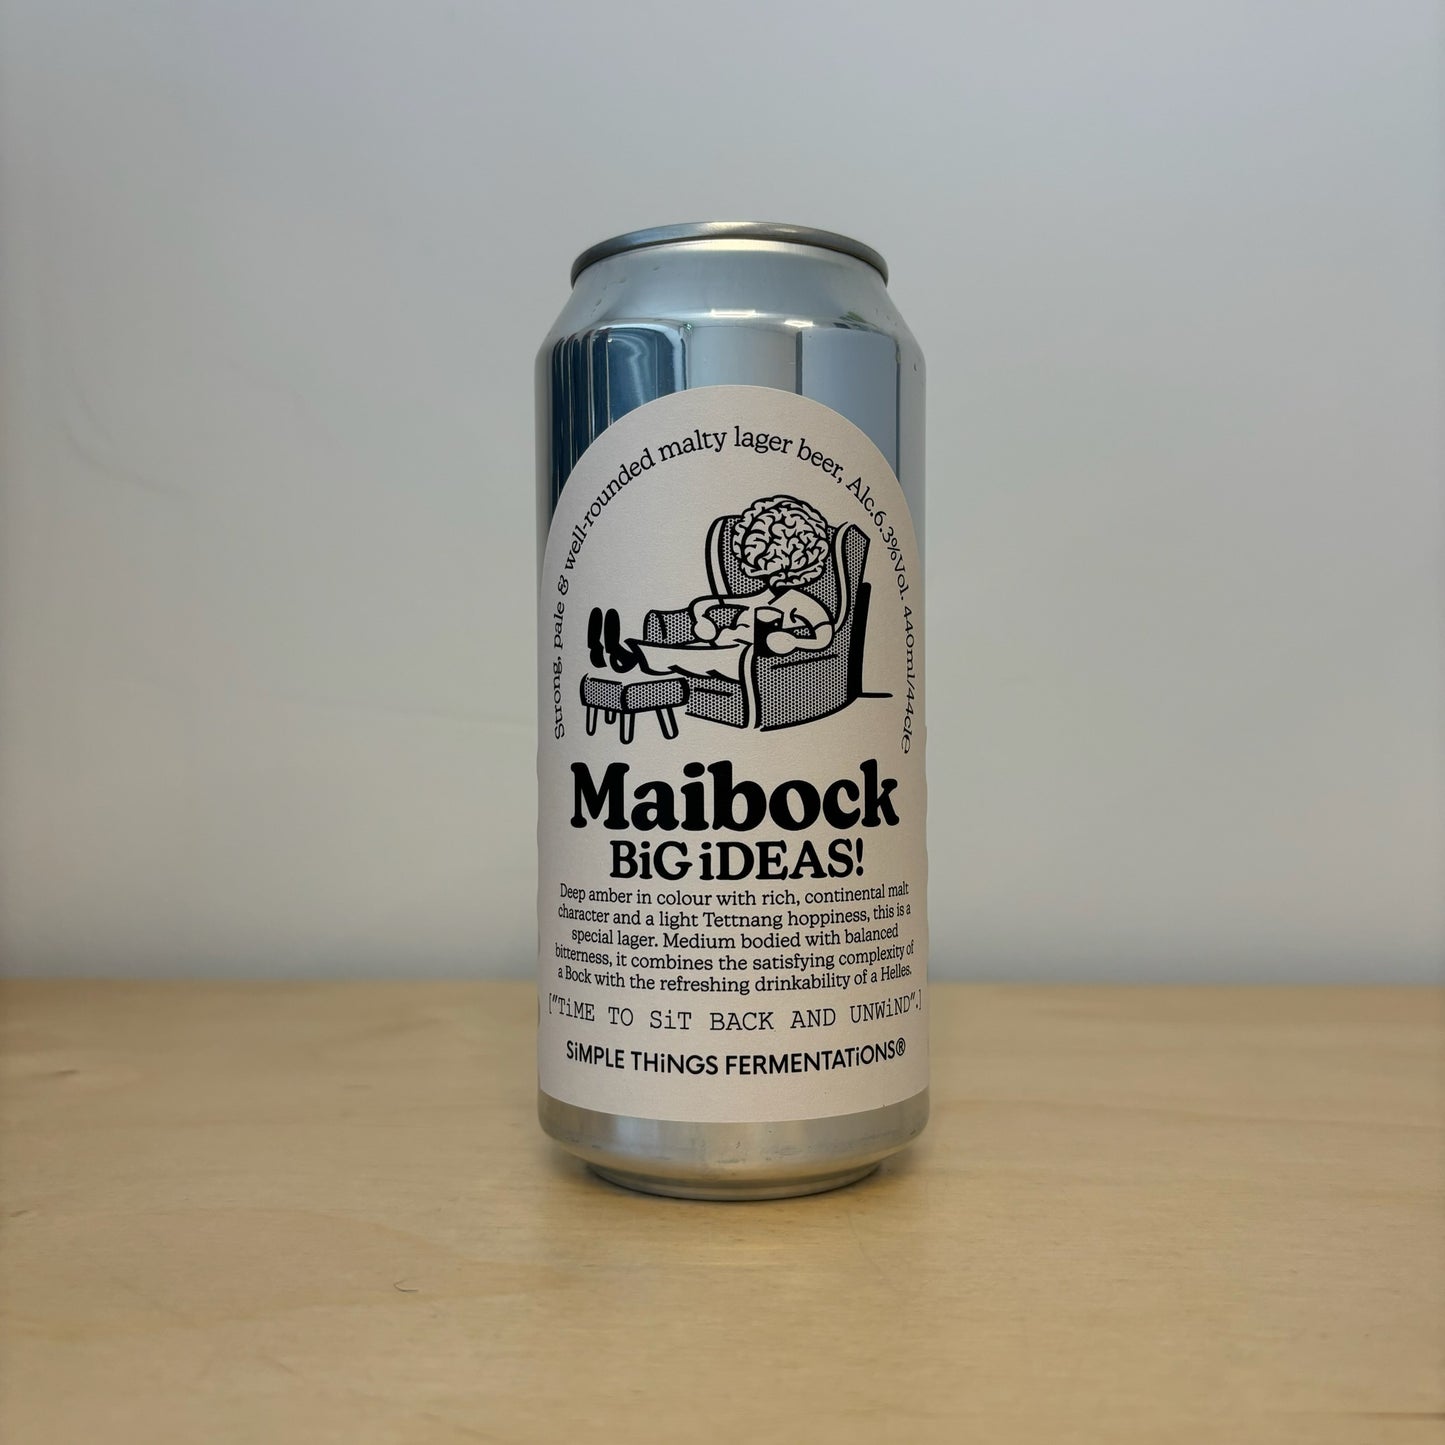 Strong, pale & well-rounded malty lager beer, Alc.6.3%Vol. 440ml/44cle
Maibock
BiG iDEAS!
Deep amber in colour with rich, continental malt
character and a light Tettnang hoppiness, this is a
special lager. Medium bodied with balanced
bitterness, it combines the satisfying complexity of
a Bock with the refreshing drinkability of a Helles.
["TiME TO SiT BACK AND UNWiND".]
SiMPLE THiNGS FERMENTATiONS®